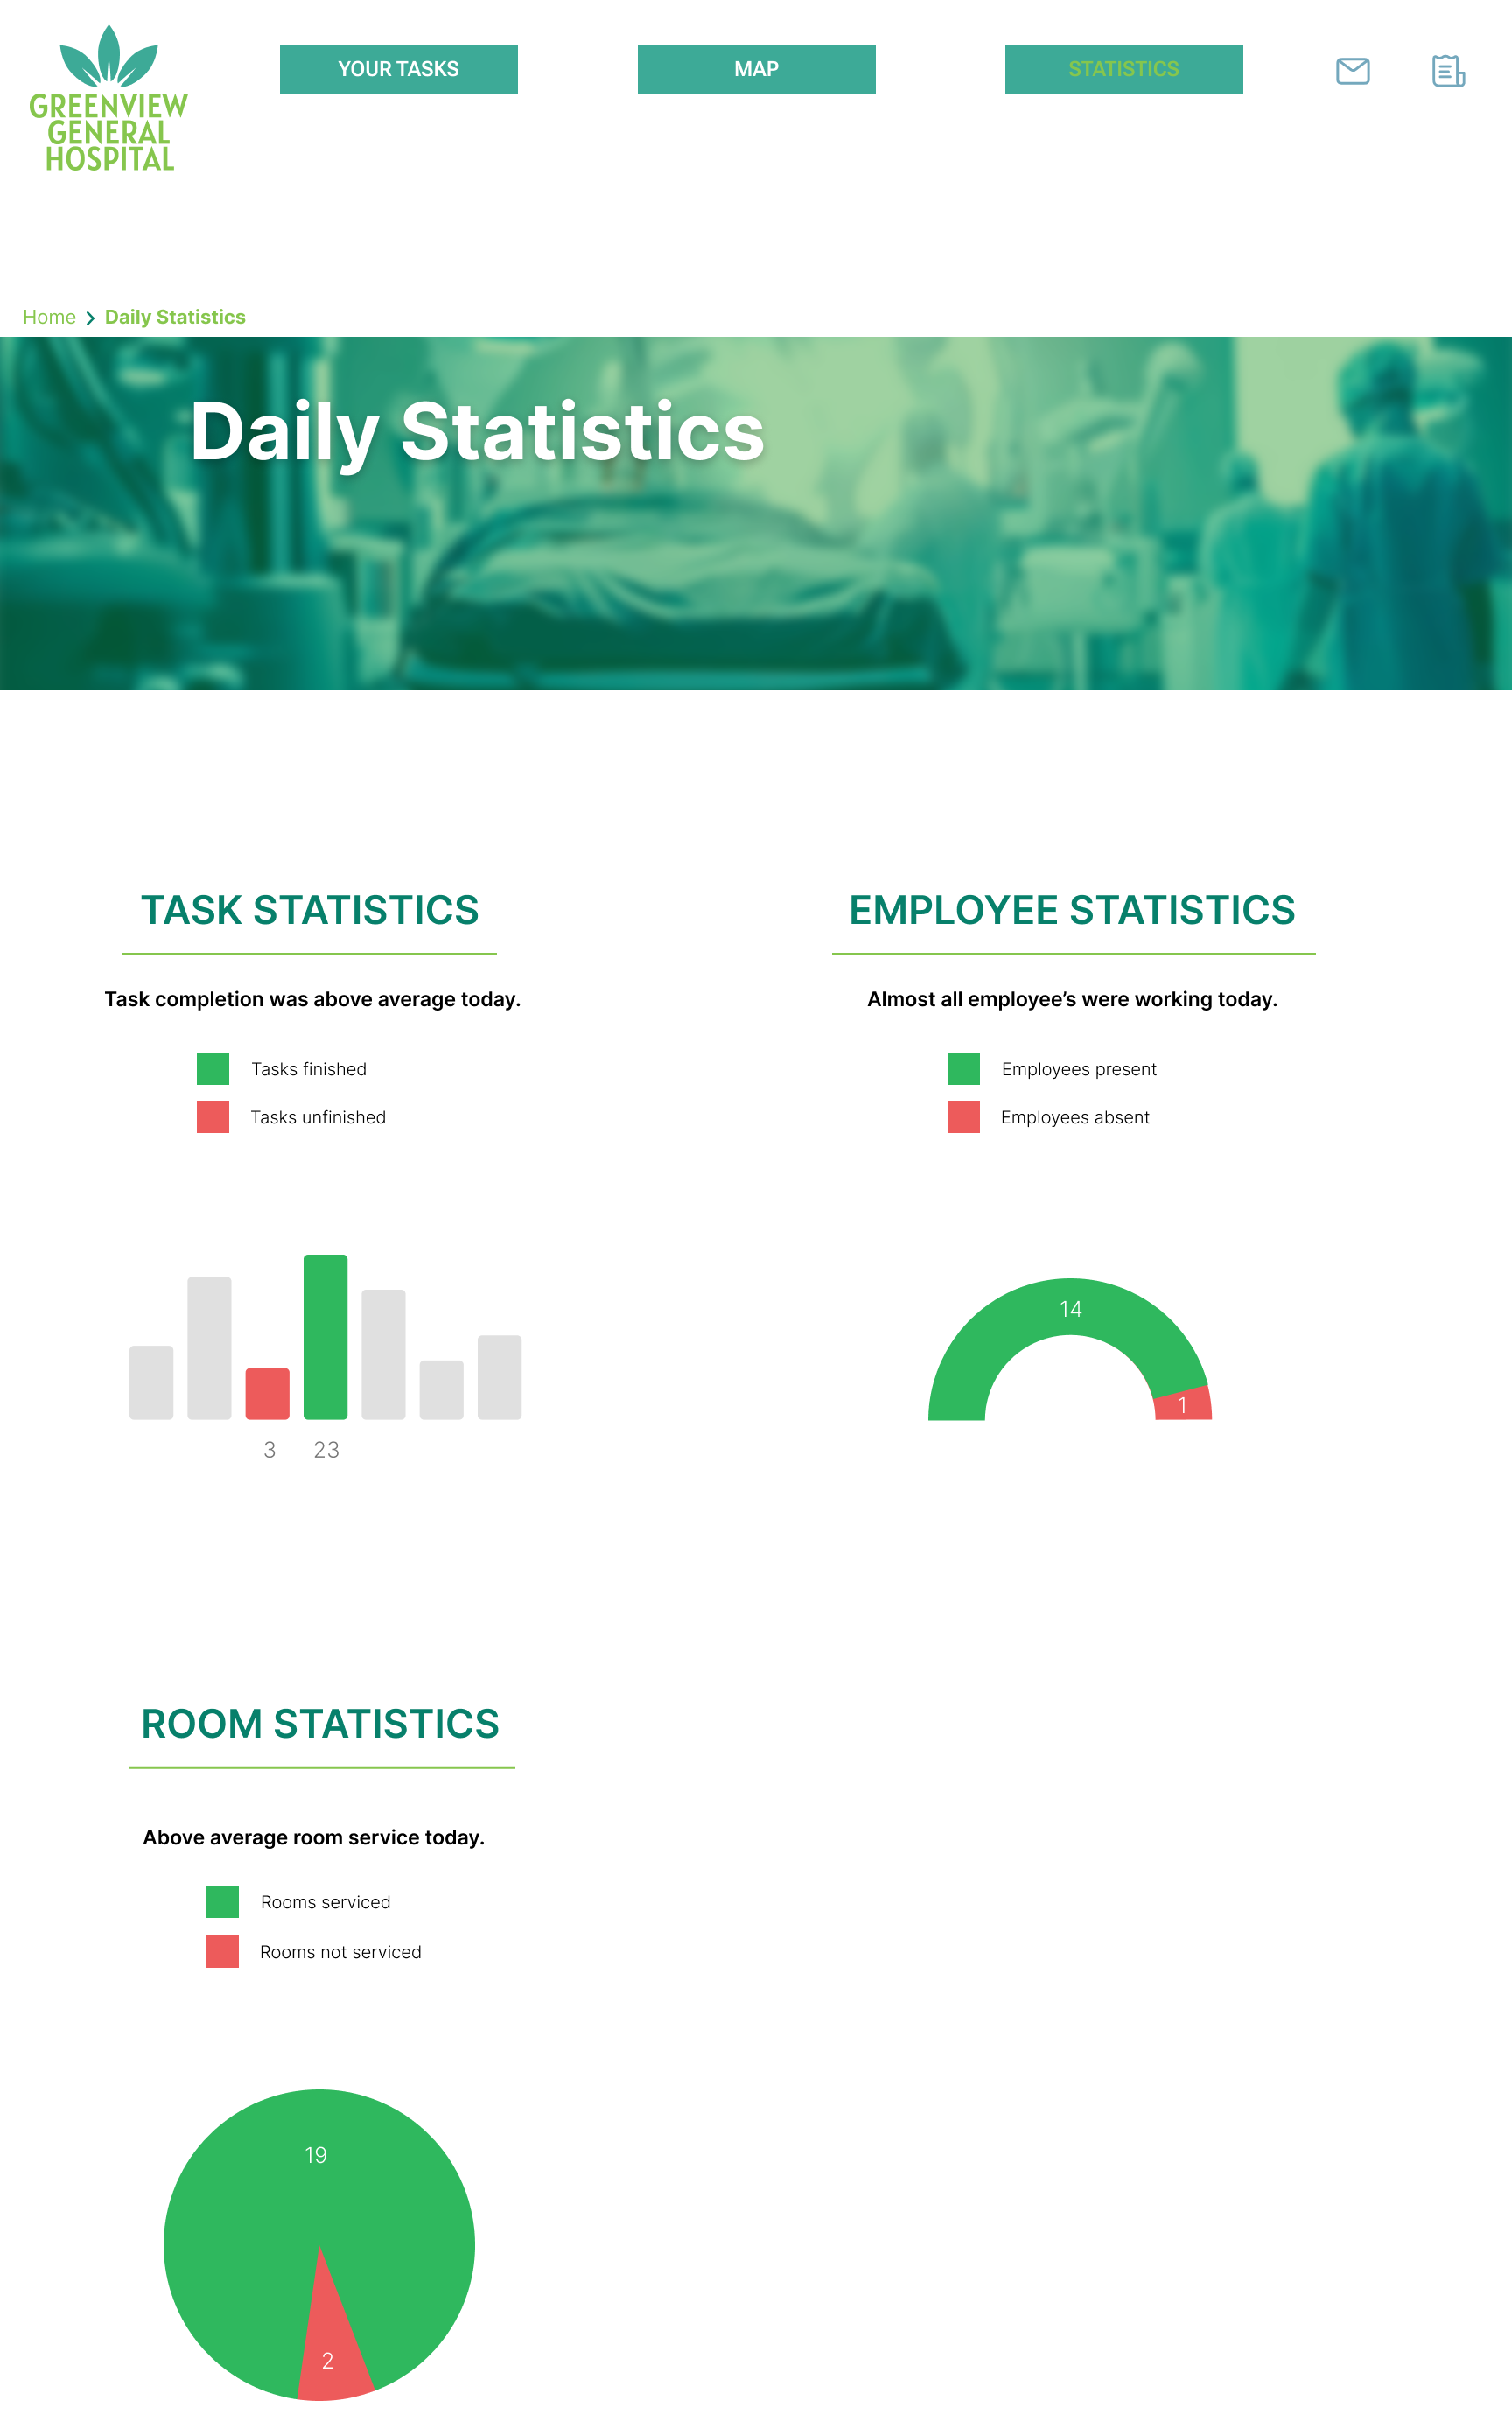 GREENVIEW
GENERAL
HOSPITAL
YOUR TASKS
MAP
STATISTICS
Home > Daily Statistics
Daily Statistics
TASK STATISTICS
Task completion was above average today.
Tasks finished
Tasks unfinished
3
23
EMPLOYEE STATISTICS
Almost all employee’s were working today.
Employees present
Employees absent
14
1
ROOM STATISTICS
Above average room service today.
Rooms serviced
Rooms not serviced
19
2